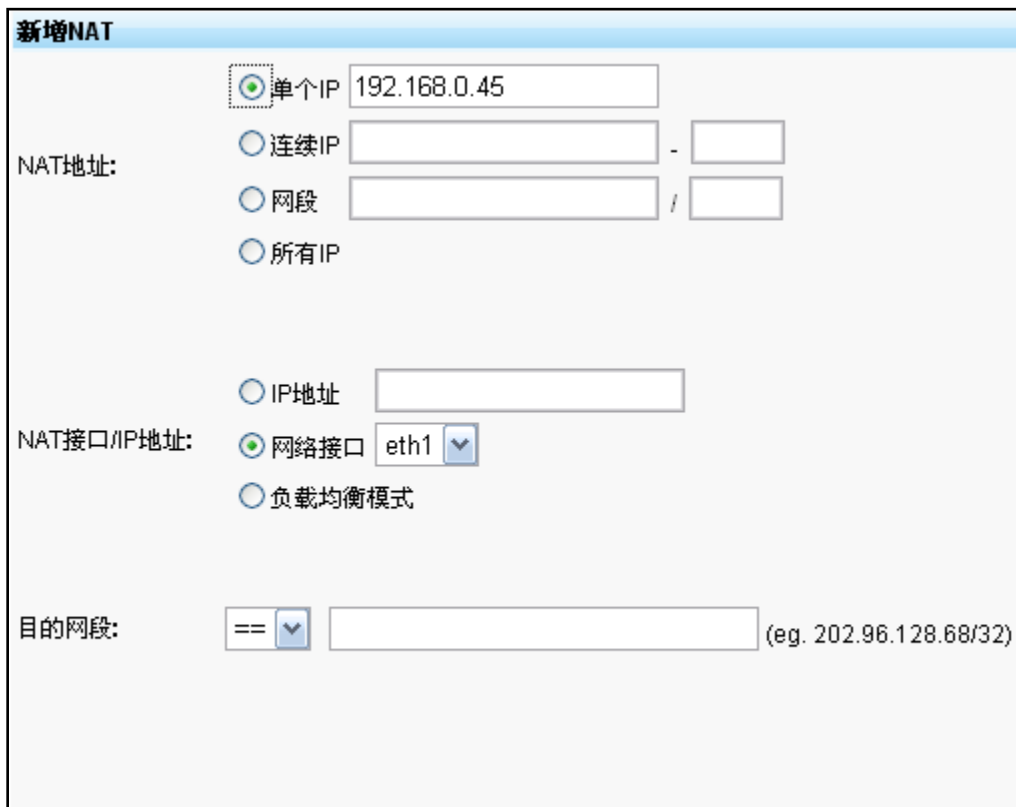 新增NAT
NAT地址:
单个IP 192.168.0.45
连续IP -
网段 /
所有IP
NAT接口/IP地址:
IP地址
网络接口 eth1
负载均衡模式
目的网段: == (eg. 202.96.128.68/32)